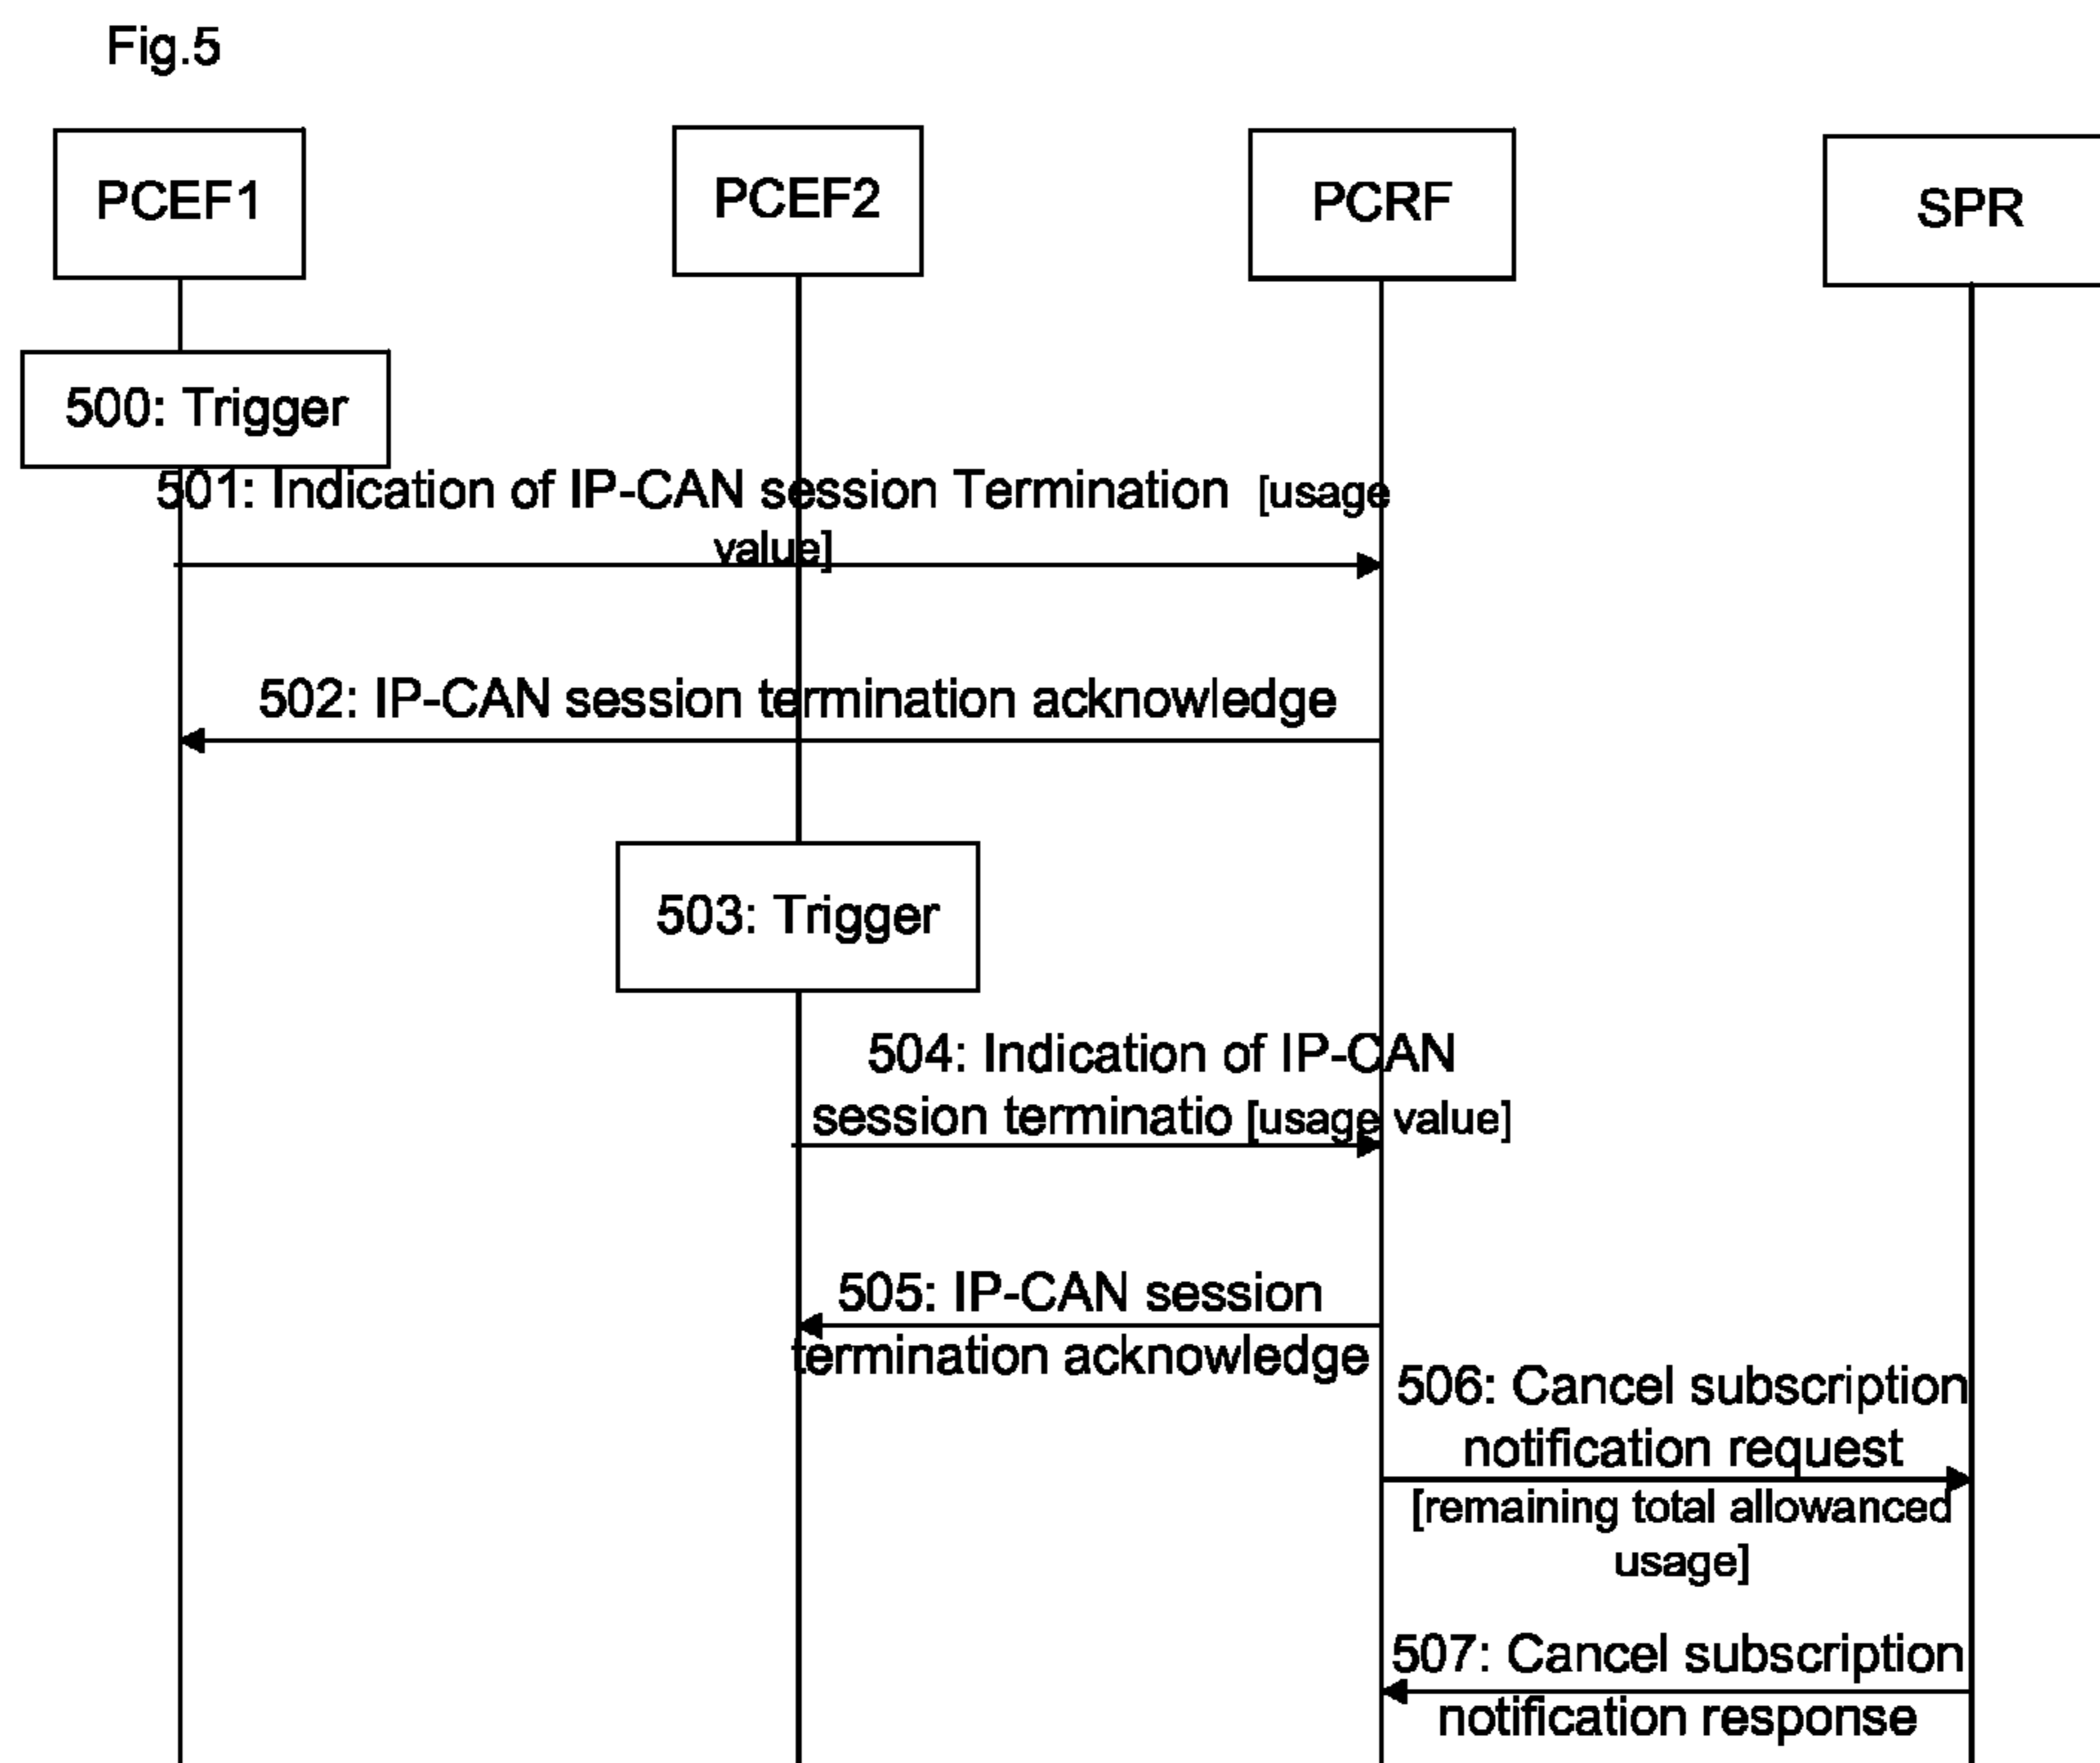 Fig.5
PCEF1
PCEF2
PCRF
SPR
500: Trigger
501: Indication of IP-CAN session Termination [usage
value]
502: IP-CAN session termination acknowledge
503: Trigger
504: Indication of IP-CAN
session terminatio [usage value]
505: IP-CAN session
termination acknowledge
506: Cancel subscription
notification request
[remaining total allowanced
usage]
507: Cancel subscription
notification response